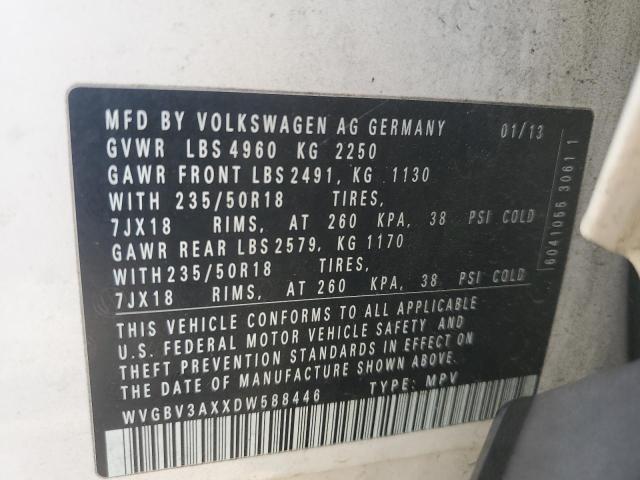 MFD BY VOLKSWAGEN AG GERMANY 01/13
GVWR LBS 4960 KG 2250
GAWR FRONT LBS 2491, KG 1130
WITH 235/50R18 TIRES,
7JX18 RIMS, AT 260 KPA, 38 PSI COLD
GAWR REAR LBS 2579, KG 1170
WITH 235/50R18 TIRES,
7JX18 RIMS, AT 260 KPA, 38 PSI COLD
THIS VEHICLE CONFORMS TO ALL APPLICABLE
U.S. FEDERAL MOTOR VEHICLE SAFETY AND
THEFT PREVENTION STANDARDS IN EFFECT ON
THE DATE OF MANUFACTURE SHOWN ABOVE.
WVGBV3AXXDW588446 TYPE: MPV
6041055 3061 1